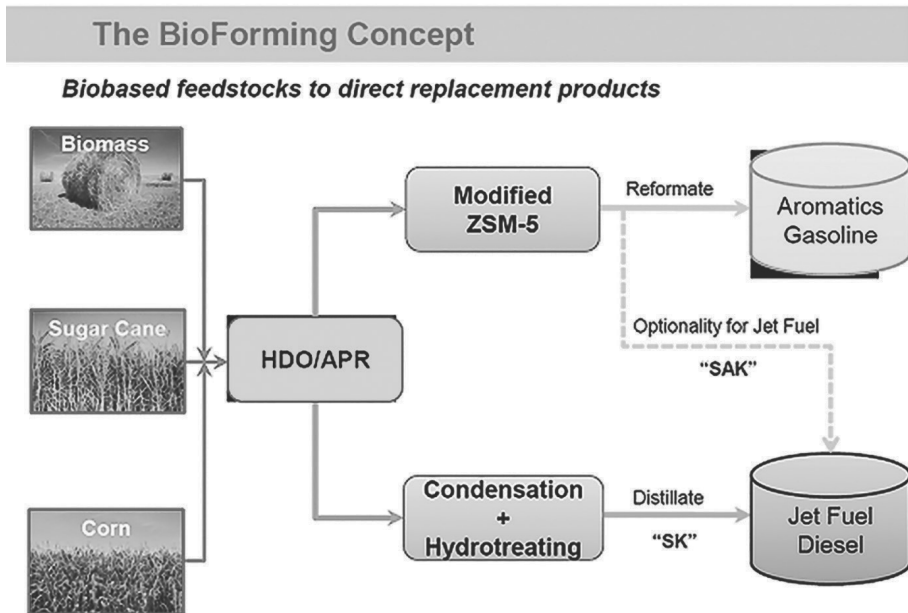 The BioForming Concept
Biobased feedstocks to direct replacement products
Biomass
Sugar Cane
Corn
HDO/APR
Modified
ZSM-5
Reformate
Aromatics
Gasoline
Optionality for Jet Fuel
“SAK”
Condensation
+
Hydrotreating
Distillate
“SK”
Jet Fuel
Diesel